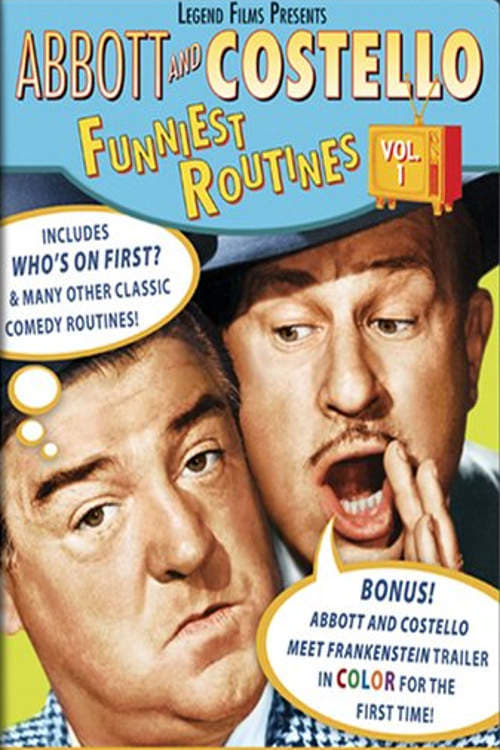 LEGEND FILMS PRESENTS
ABBOTT AND COSTELLO
FUNNIEST
ROUTINES
VOL.
1
INCLUDES
WHO'S ON FIRST?
& MANY OTHER CLASSIC
COMEDY ROUTINES!
BONUS!
ABBOTT AND COSTELLO
MEET FRANKENSTEIN TRAILER
IN COLOR FOR THE
FIRST TIME!